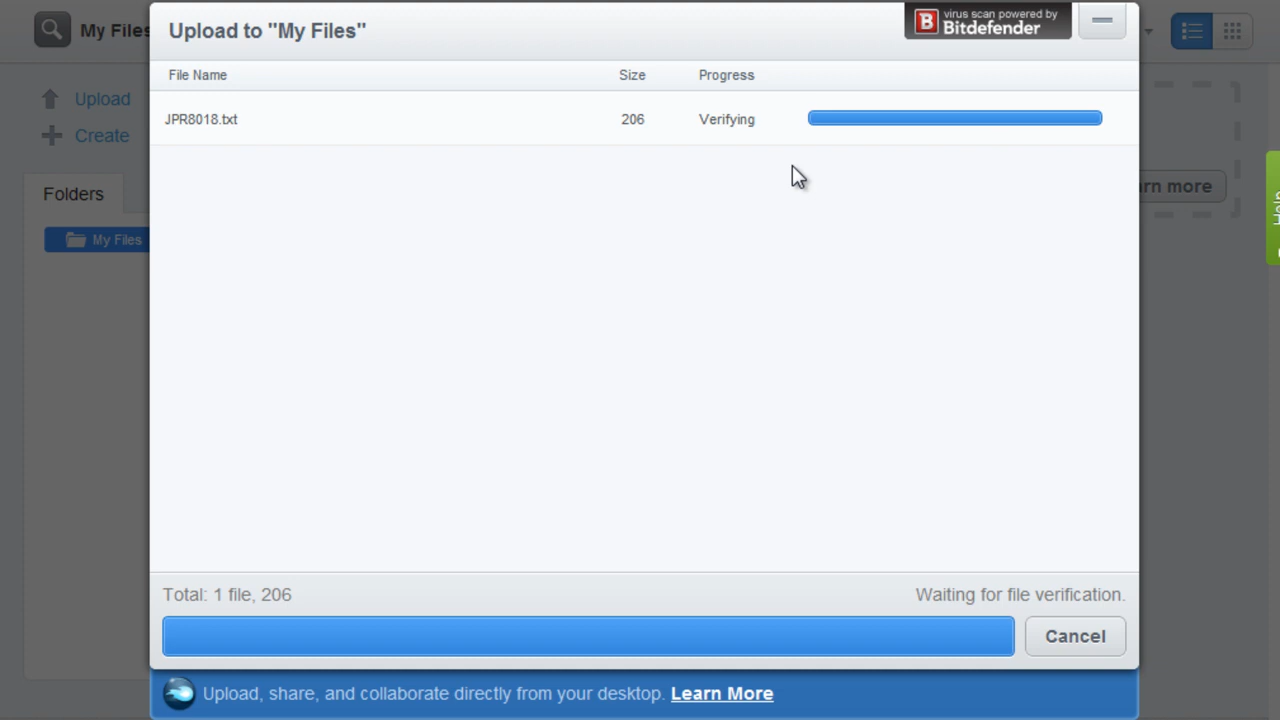 My Files
Upload to "My Files"
B
virus scan powered by
Bitdefender
File Name Size Progress
Upload
JPR8018.txt 206 Verifying
Create
more
Folders
Help
My Files
Total: 1 file, 206
Waiting for file verification.
Cancel
Upload, share, and collaborate directly from your desktop. Learn More